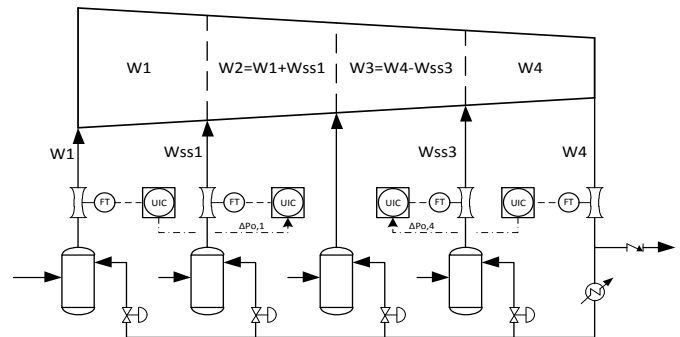 W1
W2=W1+Wss1
W3=W4-Wss3
W4
W1
Wss1
Wss3
W4
FT
UIC
FT
UIC
UIC
FT
UIC
FT
ΔPo,1
ΔPo,4